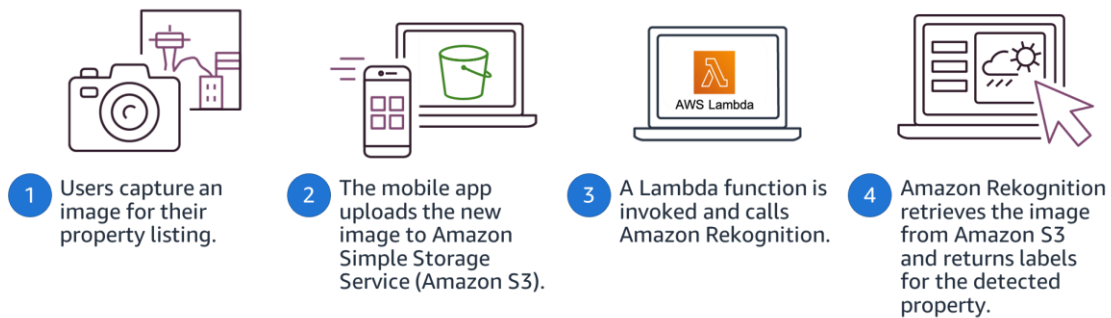 AWS Lambda
1
Users capture an
image for their
property listing.
2
The mobile app
uploads the new
image to Amazon
Simple Storage
Service (Amazon S3).
3
A Lambda function is
invoked and calls
Amazon Rekognition.
4
Amazon Rekognition
retrieves the image
from Amazon S3
and returns labels
for the detected
property.